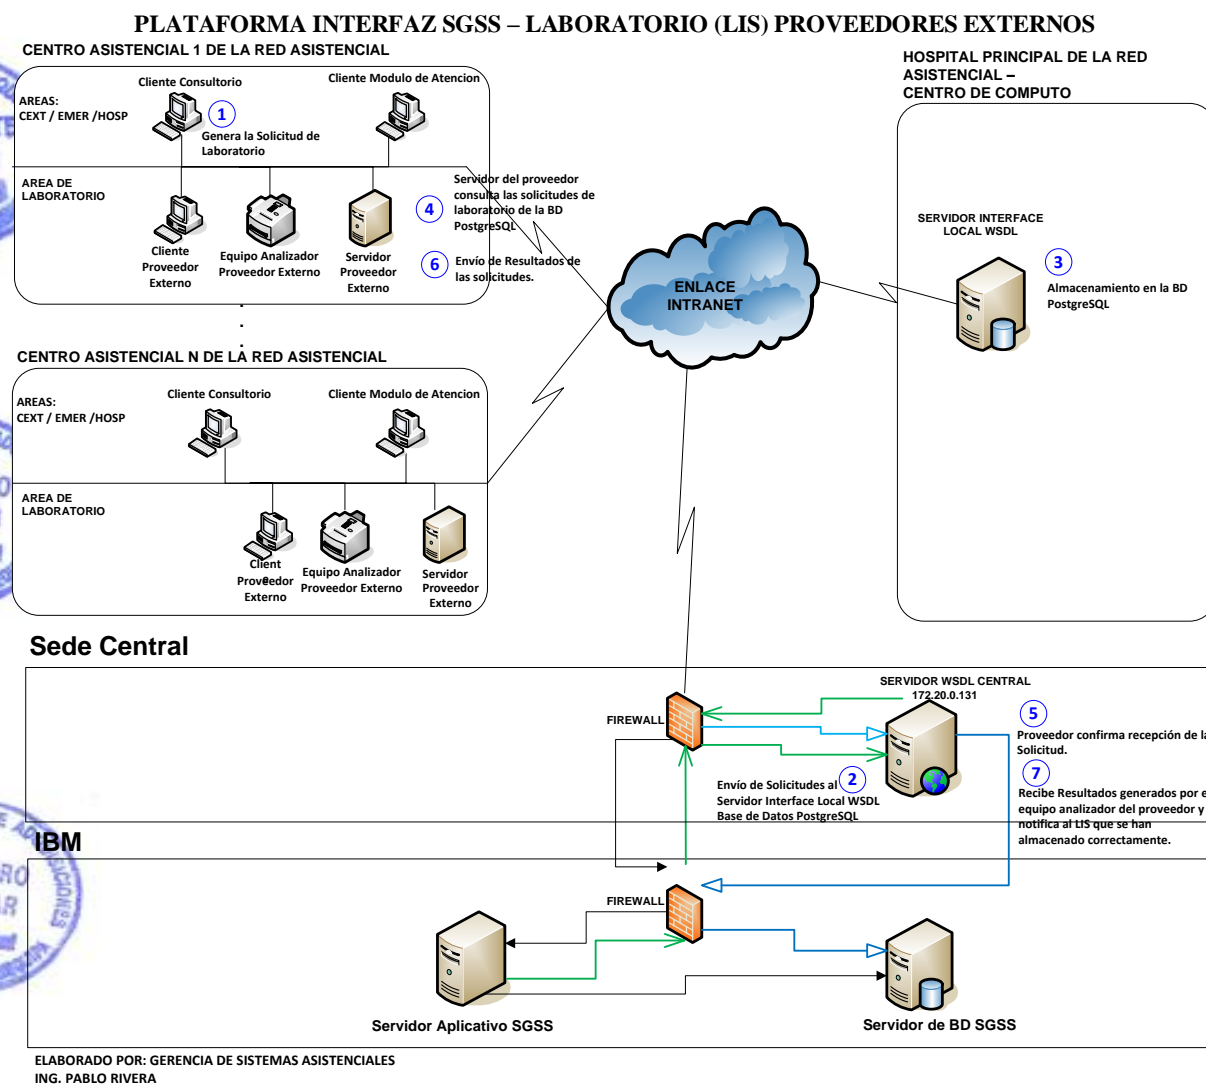 PLATAFORMA INTERFAZ SGSS – LABORATORIO (LIS) PROVEEDORES EXTERNOS
CENTRO ASISTENCIAL 1 DE LA RED ASISTENCIAL
Cliente Consultorio
Cliente Modulo de Atencion
AREAS:
CEXT / EMER /HOSP
1
Genera la Solicitud de
Laboratorio
AREA DE
LABORATORIO
Cliente
Proveedor
Externo
Equipo Analizador
Proveedor Externo
Servidor
Proveedor
Externo
4
Servidor del proveedor
consulta las solicitudes de
laboratorio de la BD
PostgreSQL
6
Envío de Resultados de
las solicitudes.
.
.
.
CENTRO ASISTENCIAL N DE LA RED ASISTENCIAL
AREAS:
CEXT / EMER /HOSP
Cliente Consultorio
Cliente Modulo de Atencion
AREA DE
LABORATORIO
Client
e
Proveedor
Externo
Equipo Analizador
Proveedor Externo
Servidor
Proveedor
Externo
ENLACE
INTRANET
HOSPITAL PRINCIPAL DE LA RED
ASISTENCIAL –
CENTRO DE COMPUTO
SERVIDOR INTERFACE
LOCAL WSDL
3
Almacenamiento en la BD
PostgreSQL
Sede Central
FIREWALL
SERVIDOR WSDL CENTRAL
172.20.0.131
5
Proveedor confirma recepción de la
Solicitud.
2
Envío de Solicitudes al
Servidor Interface Local WSDL
Base de Datos PostgreSQL
7
Recibe Resultados generados por e
equipo analizador del proveedor y
notifica al LIS que se han
almacenado correctamente.
IBM
FIREWALL
Servidor Aplicativo SGSS
Servidor de BD SGSS
ELABORADO POR: GERENCIA DE SISTEMAS ASISTENCIALES
ING. PABLO RIVERA